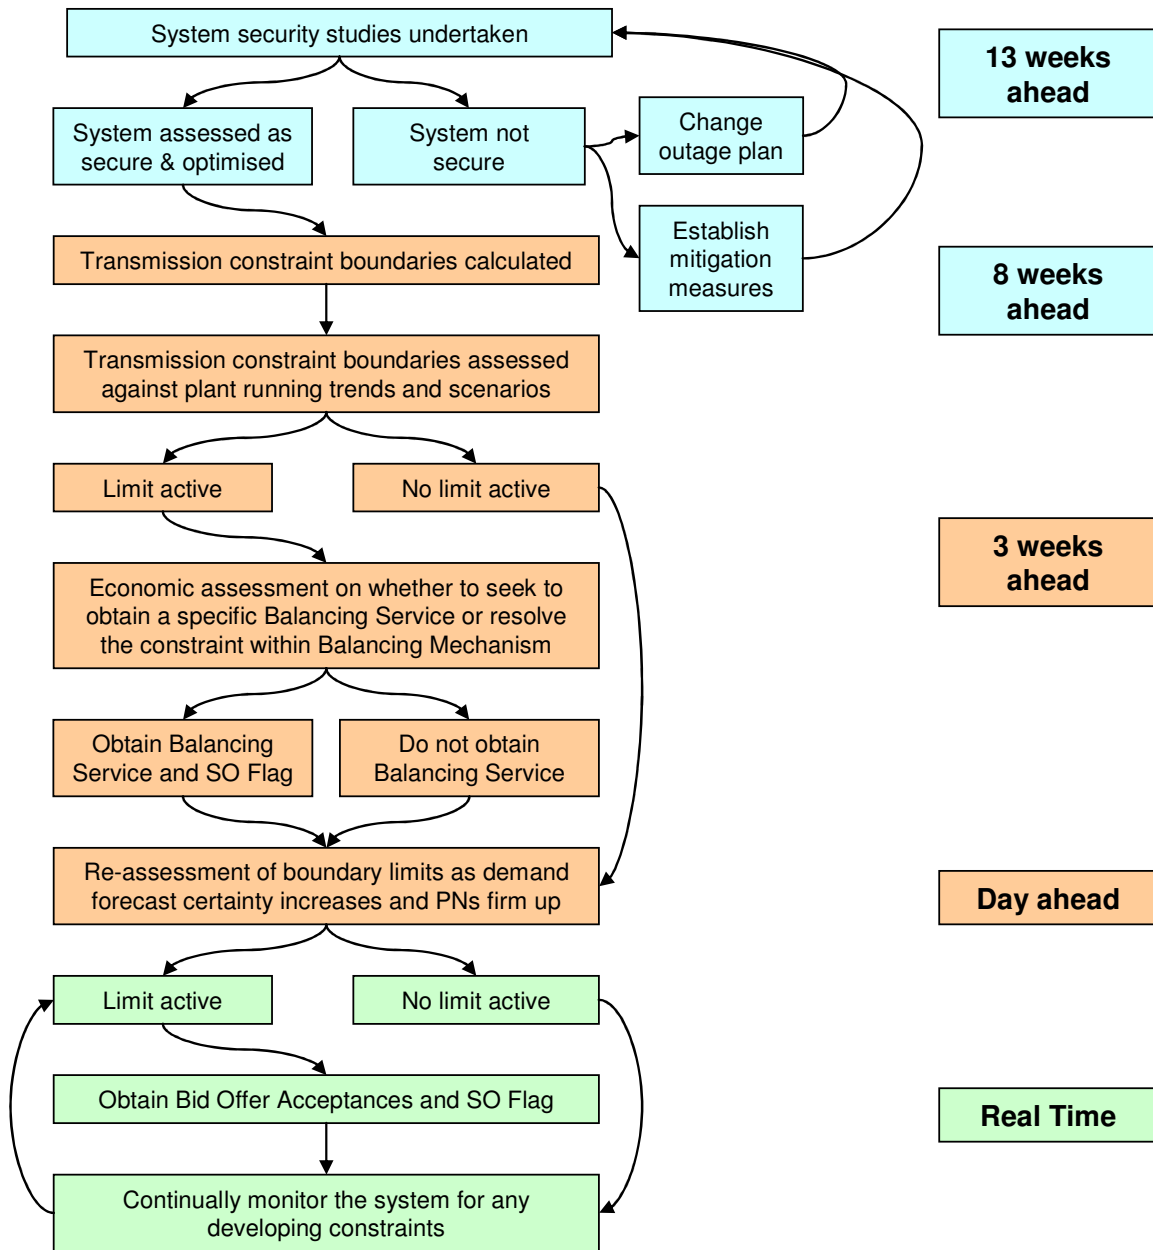 System security studies undertaken
13 weeks
ahead
System assessed as
secure & optimised
System not
secure
Change
outage plan
Establish
mitigation
measures
Transmission constraint boundaries calculated
8 weeks
ahead
Transmission constraint boundaries assessed
against plant running trends and scenarios
Limit active
No limit active
3 weeks
ahead
Economic assessment on whether to seek to
obtain a specific Balancing Service or resolve
the constraint within Balancing Mechanism
Obtain Balancing
Service and SO Flag
Do not obtain
Balancing Service
Re-assessment of boundary limits as demand
forecast certainty increases and PNs firm up
Day ahead
Limit active
No limit active
Obtain Bid Offer Acceptances and SO Flag
Real Time
Continually monitor the system for any
developing constraints